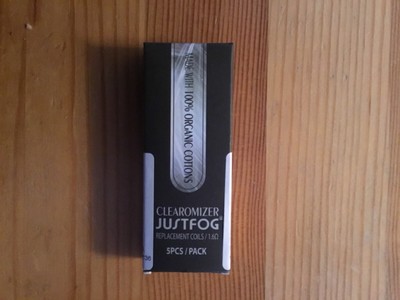 MADE WITH 100% ORGANIC COTTONS
CLEAROMIZER
JUSTFOG®
REPLACEMENT COILS / 1.6Ω
5PCS / PACK